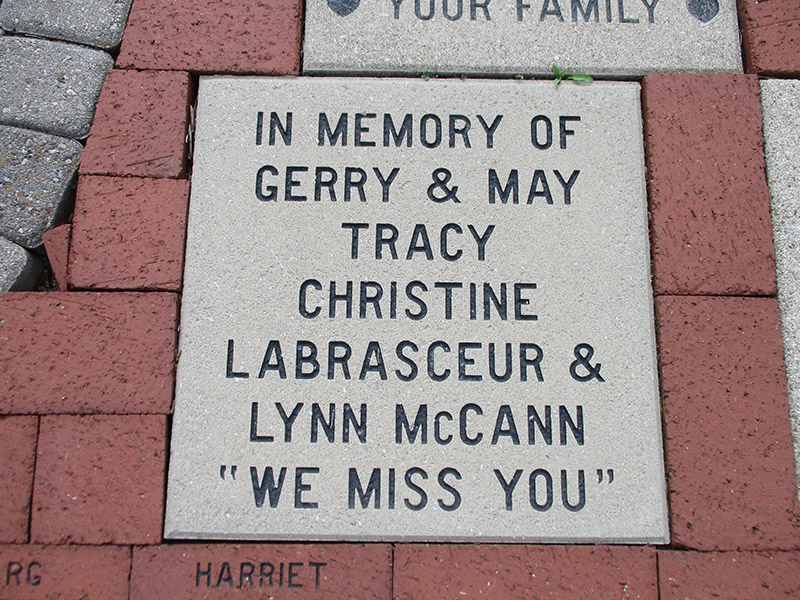 YOUR FAMILY
IN MEMORY OF
GERRY & MAY
TRACY
CHRISTINE
LABRASCEUR &
LYNN McCANN
"WE MISS YOU"
RG HARRIET